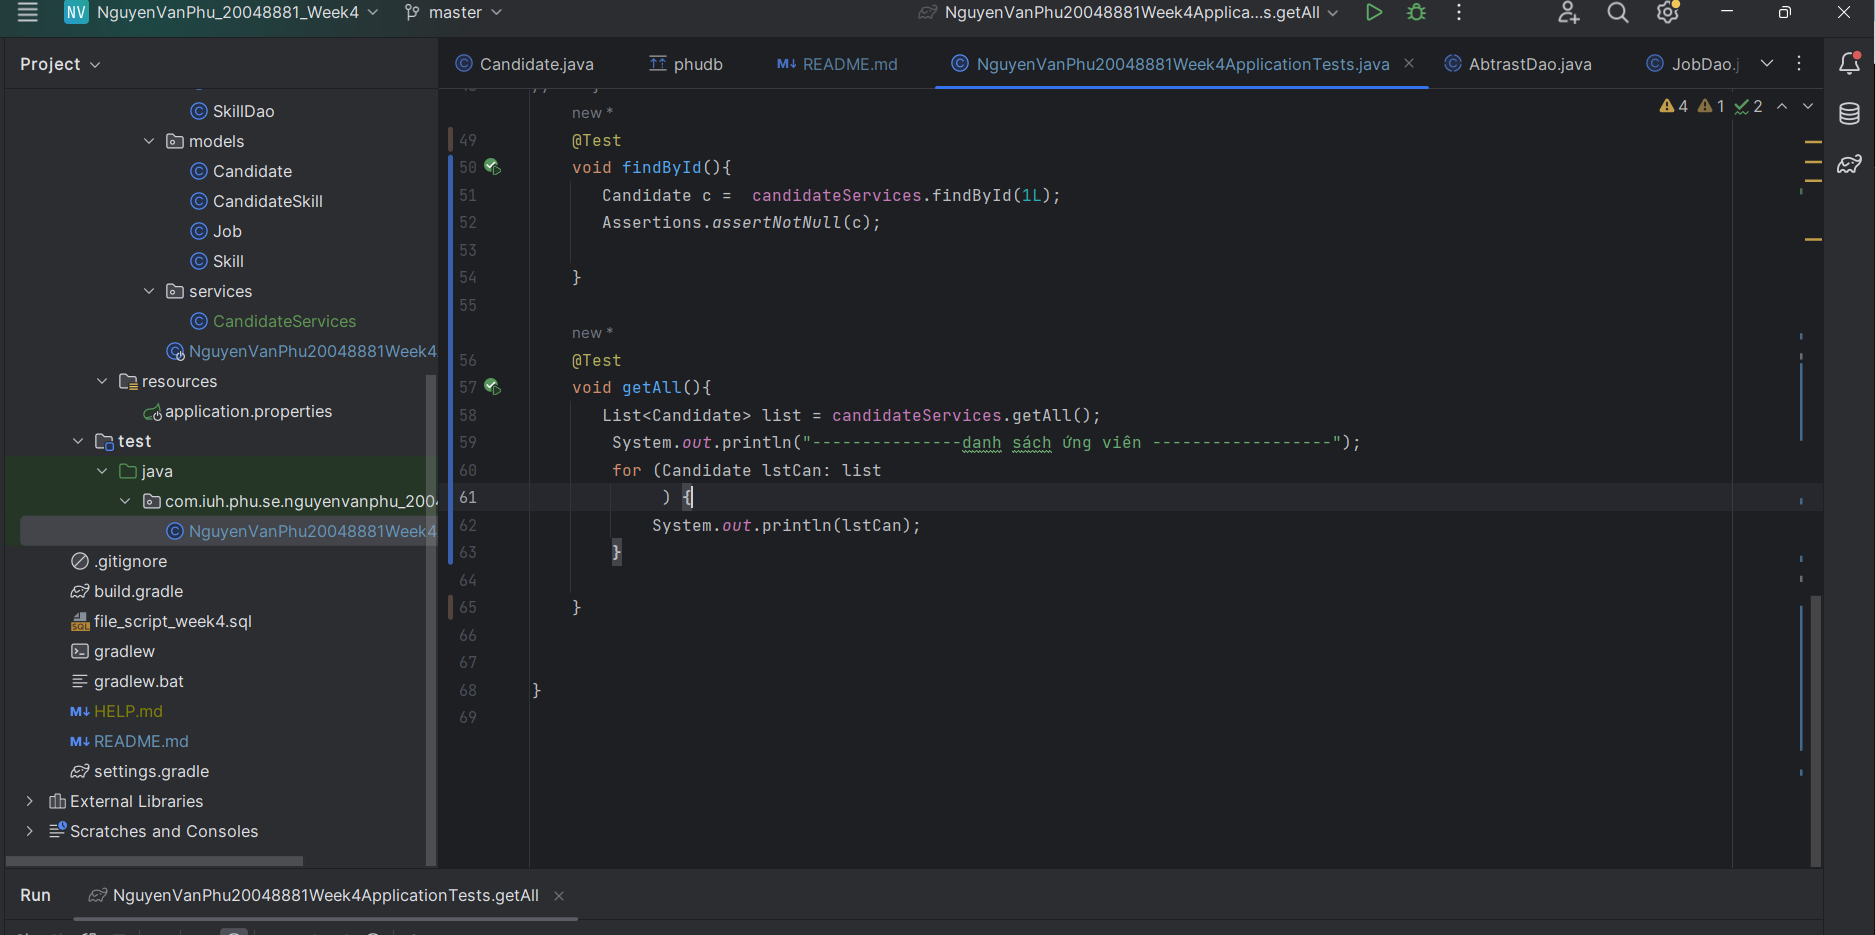 NV NguyenVanPhu_20048881_Week4 master NguyenVanPhu20048881Week4Applica...s.getAll
Project
Candidate.java phudb M↓ README.md NguyenVanPhu20048881Week4ApplicationTests.java AbtrastDao.java JobDao.j
4 1 2
SkillDao
models
Candidate
CandidateSkill
Job
Skill
services
CandidateServices
NguyenVanPhu20048881Week4
resources
application.properties
test
java
com.iuh.phu.se.nguyenvanphu_200
NguyenVanPhu20048881Week4
.gitignore
build.gradle
SQL file_script_week4.sql
gradlew
gradlew.bat
M↓ HELP.md
M↓ README.md
settings.gradle
External Libraries
Scratches and Consoles
new *
49 @Test
50 void findById(){
51 Candidate c = candidateServices.findById(1L);
52 Assertions.assertNotNull(c);
53
54 }
55
new *
56 @Test
57 void getAll(){
58 List<Candidate> list = candidateServices.getAll();
59 System.out.println("---------------danh sách ứng viên ------------------");
60 for (Candidate lstCan: list
61 ) {
62 System.out.println(lstCan);
63 }
64
65 }
66
67
68 }
69
Run NguyenVanPhu20048881Week4ApplicationTests.getAll